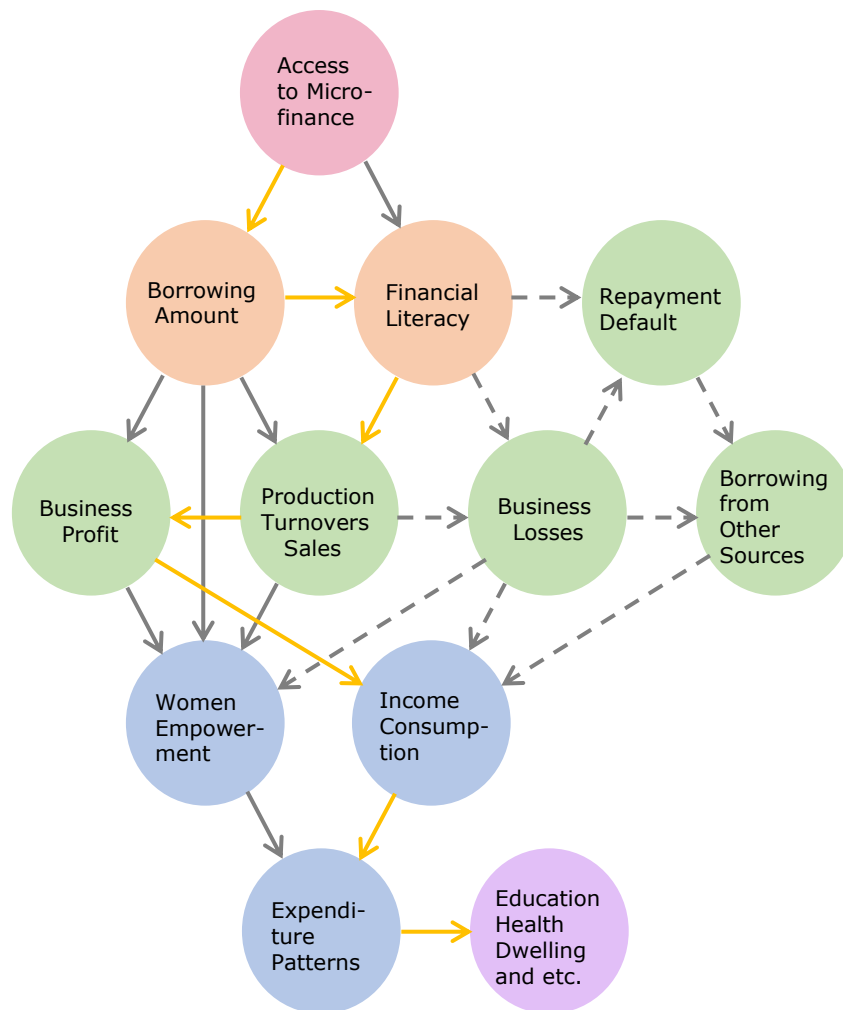 Access
to Micro-
finance
Borrowing
Amount
Financial
Literacy
Repayment
Default
Business
Profit
Production
Turnovers
Sales
Business
Losses
Borrowing
from
Other
Sources
Women
Empower-
ment
Income
Consump-
tion
Expendi-
ture
Patterns
Education
Health
Dwelling
and etc.